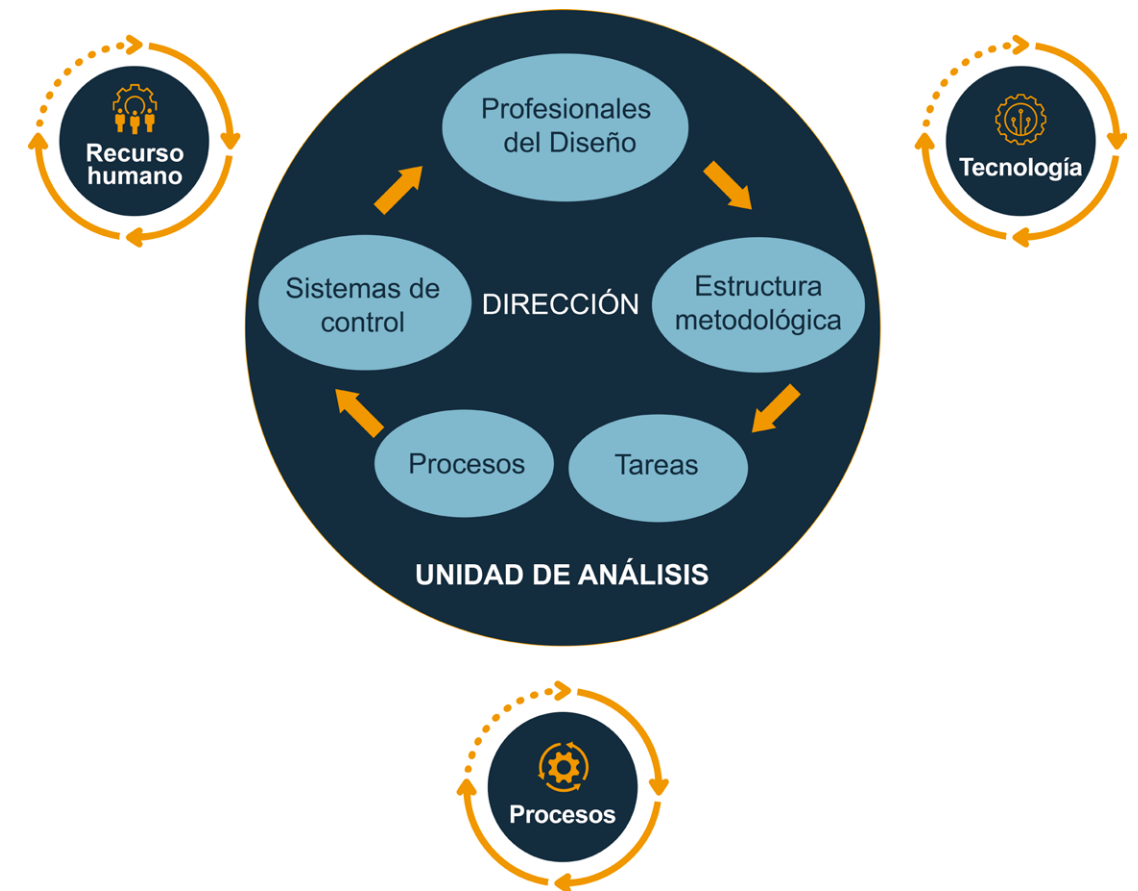 Profesionales
del Diseño
Recurso
humano
Tecnología
Sistemas de
control
DIRECCIÓN
Estructura
metodológica
Procesos
Tareas
UNIDAD DE ANÁLISIS
Procesos